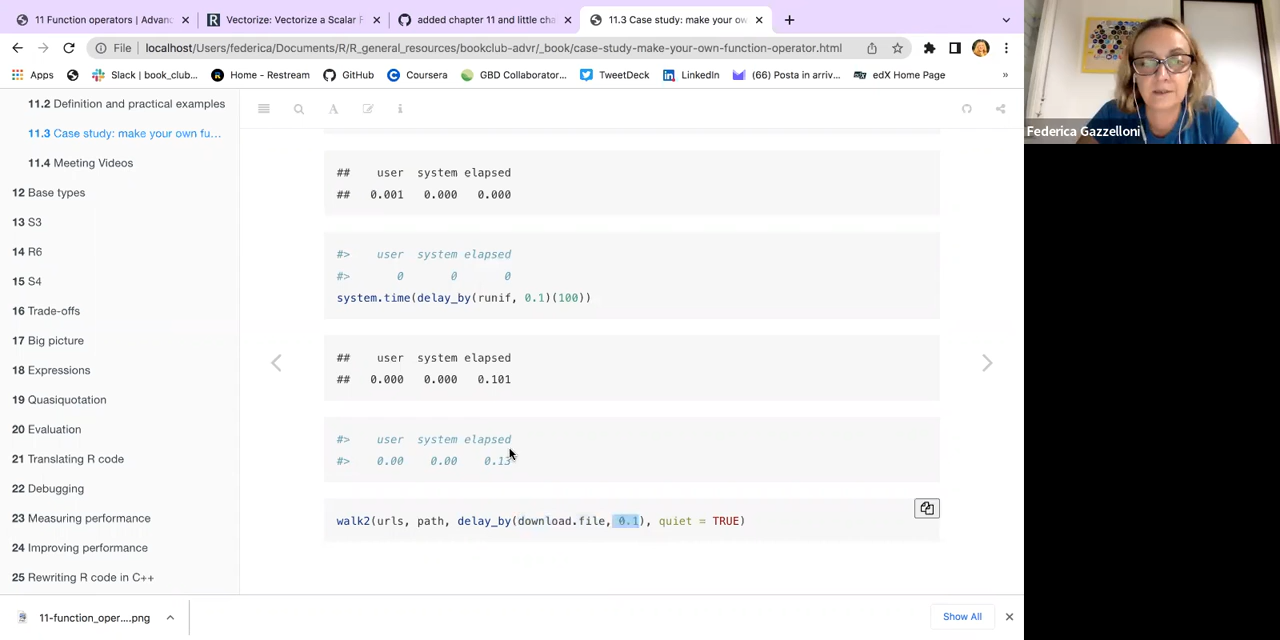 11 Function operators | Advanc
Vectorize: Vectorize a Scalar F
added chapter 11 and little cha
11.3 Case study: make your own
File
localhost/Users/federica/Documents/R/R_general_resources/bookclub-advr/_book/case-study-make-your-own-function-operator.html
Apps
Slack | book_club...
Home - Restream
GitHub
Coursera
GBD Collaborator...
TweetDeck
LinkedIn
(66) Posta in arriv...
edX Home Page
»
11.2 Definition and practical examples
11.3 Case study: make your own fu...
11.4 Meeting Videos
12 Base types
13 S3
14 R6
15 S4
16 Trade-offs
17 Big picture
18 Expressions
19 Quasiquotation
20 Evaluation
21 Translating R code
22 Debugging
23 Measuring performance
24 Improving performance
25 Rewriting R code in C++
## user system elapsed
## 0.001 0.000 0.000
#> user system elapsed
#> 0 0 0
system.time(delay_by(runif, 0.1)(100))
## user system elapsed
## 0.000 0.000 0.101
#> user system elapsed
#> 0.00 0.00 0.13
walk2(urls, path, delay_by(download.file, 0.1), quiet = TRUE)
11-function_oper....png
Show All
Federica Gazzelloni